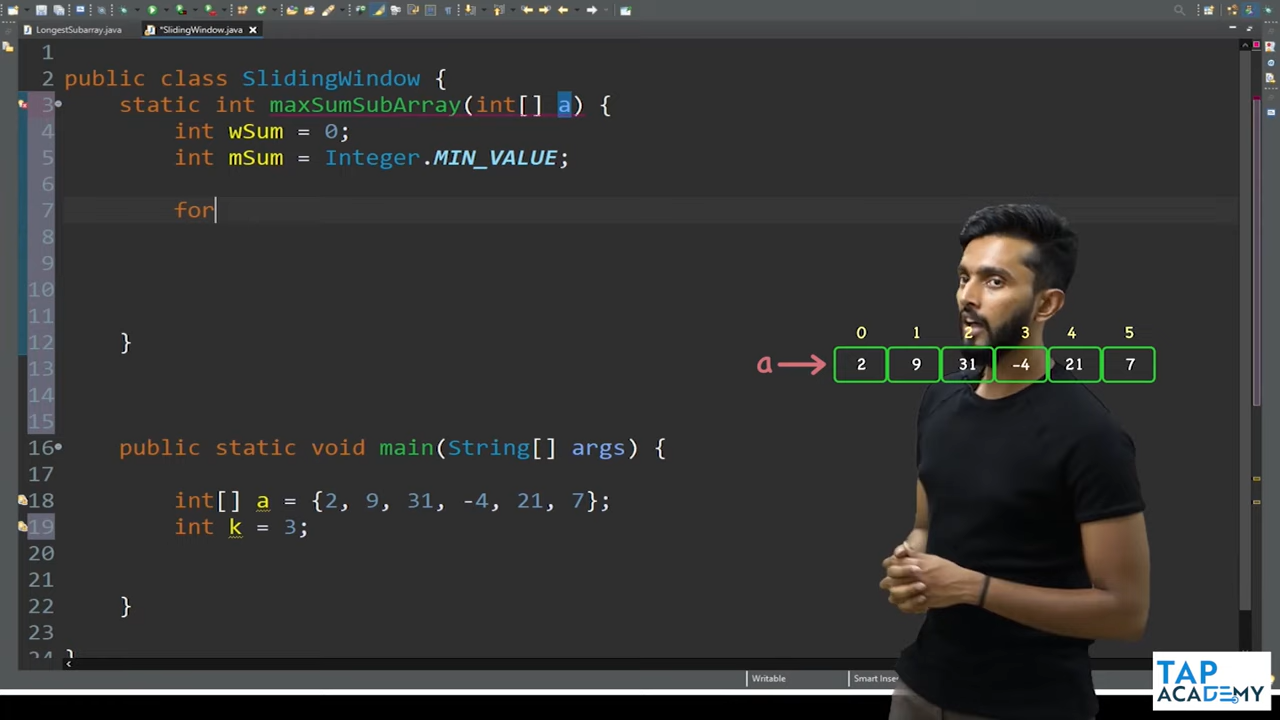 LongestSubarray.java
*SlidingWindow.java
1
2 public class SlidingWindow {
3 static int maxSumSubArray(int[] a) {
4 int wSum = 0;
5 int mSum = Integer.MIN_VALUE;
6
7 for
8
9
10
11
12 }
13
14
15
16 public static void main(String[] args) {
17
18 int[] a = {2, 9, 31, -4, 21, 7};
19 int k = 3;
20
21
22 }
23
24 }
0 1 2 3 4 5
a → 2 9 31 -4 21 7
Writable
Smart Inse
TAP
ACADEMY